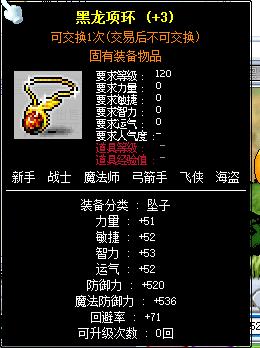 黑龙项环 (+3)
可交换1次(交易后不可交换)
固有装备物品
要求等级: 120
要求力量: 0
要求敏捷: 0
要求智力: 0
要求运气: 0
要求人气度: -
道具等级: -
道具经验值: -
新手 战士 魔法师 弓箭手 飞侠 海盗
装备分类 : 坠子
力量 : +51
敏捷 : +52
智力 : +53
运气 : +52
防御力 : +520
魔法防御力 : +536
回避率 : +71
可升级次数 : 0回